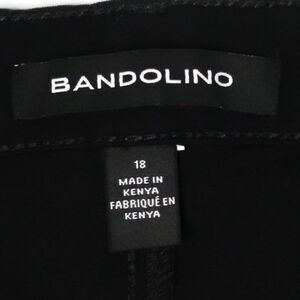 BANDOLINO
18
MADE IN
KENYA
FABRIQUÉ EN
KENYA